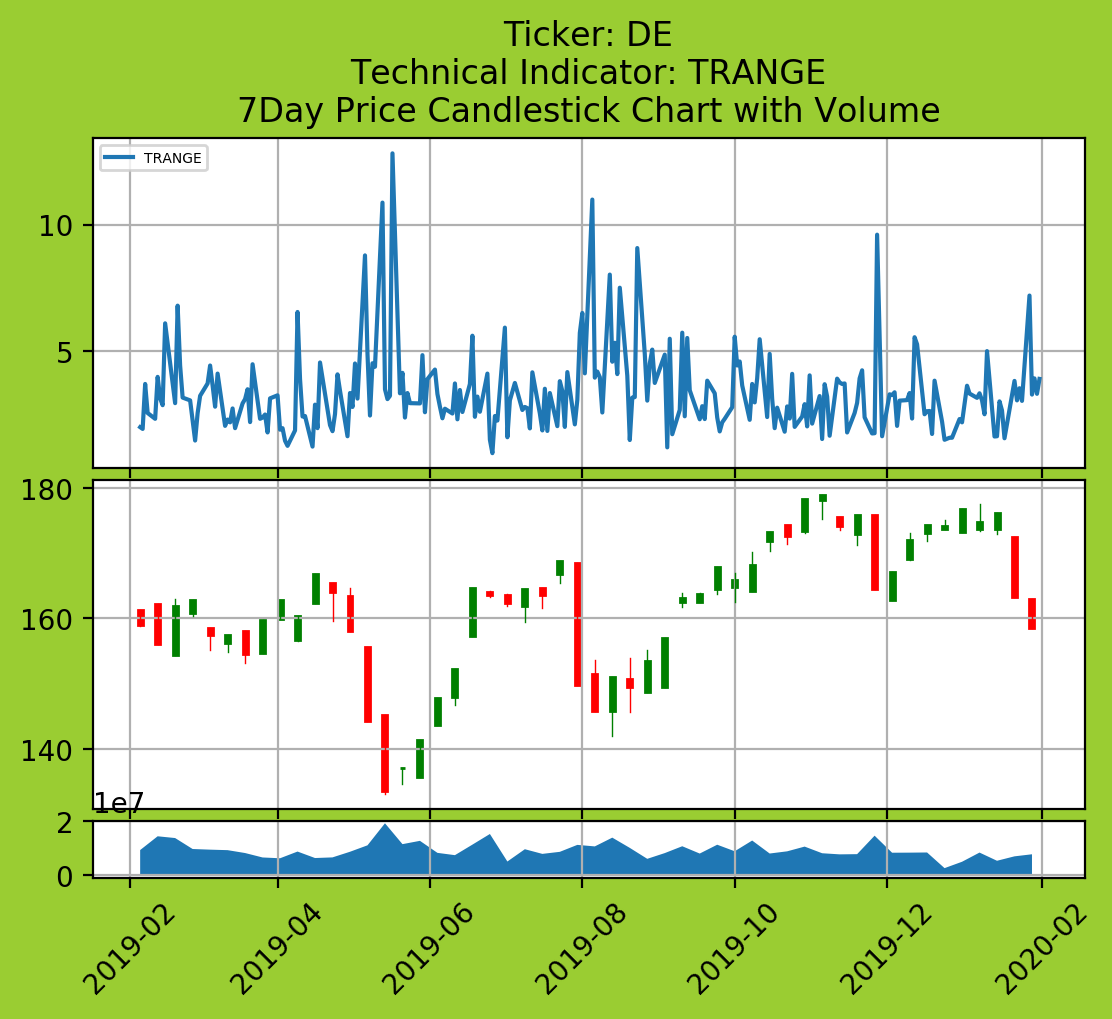 Ticker: DE
Technical Indicator: TRANGE
7Day Price Candlestick Chart with Volume
TRANGE
10
5
180
160
140
1e7
2
0
2019-02
2019-04
2019-06
2019-08
2019-10
2019-12
2020-02